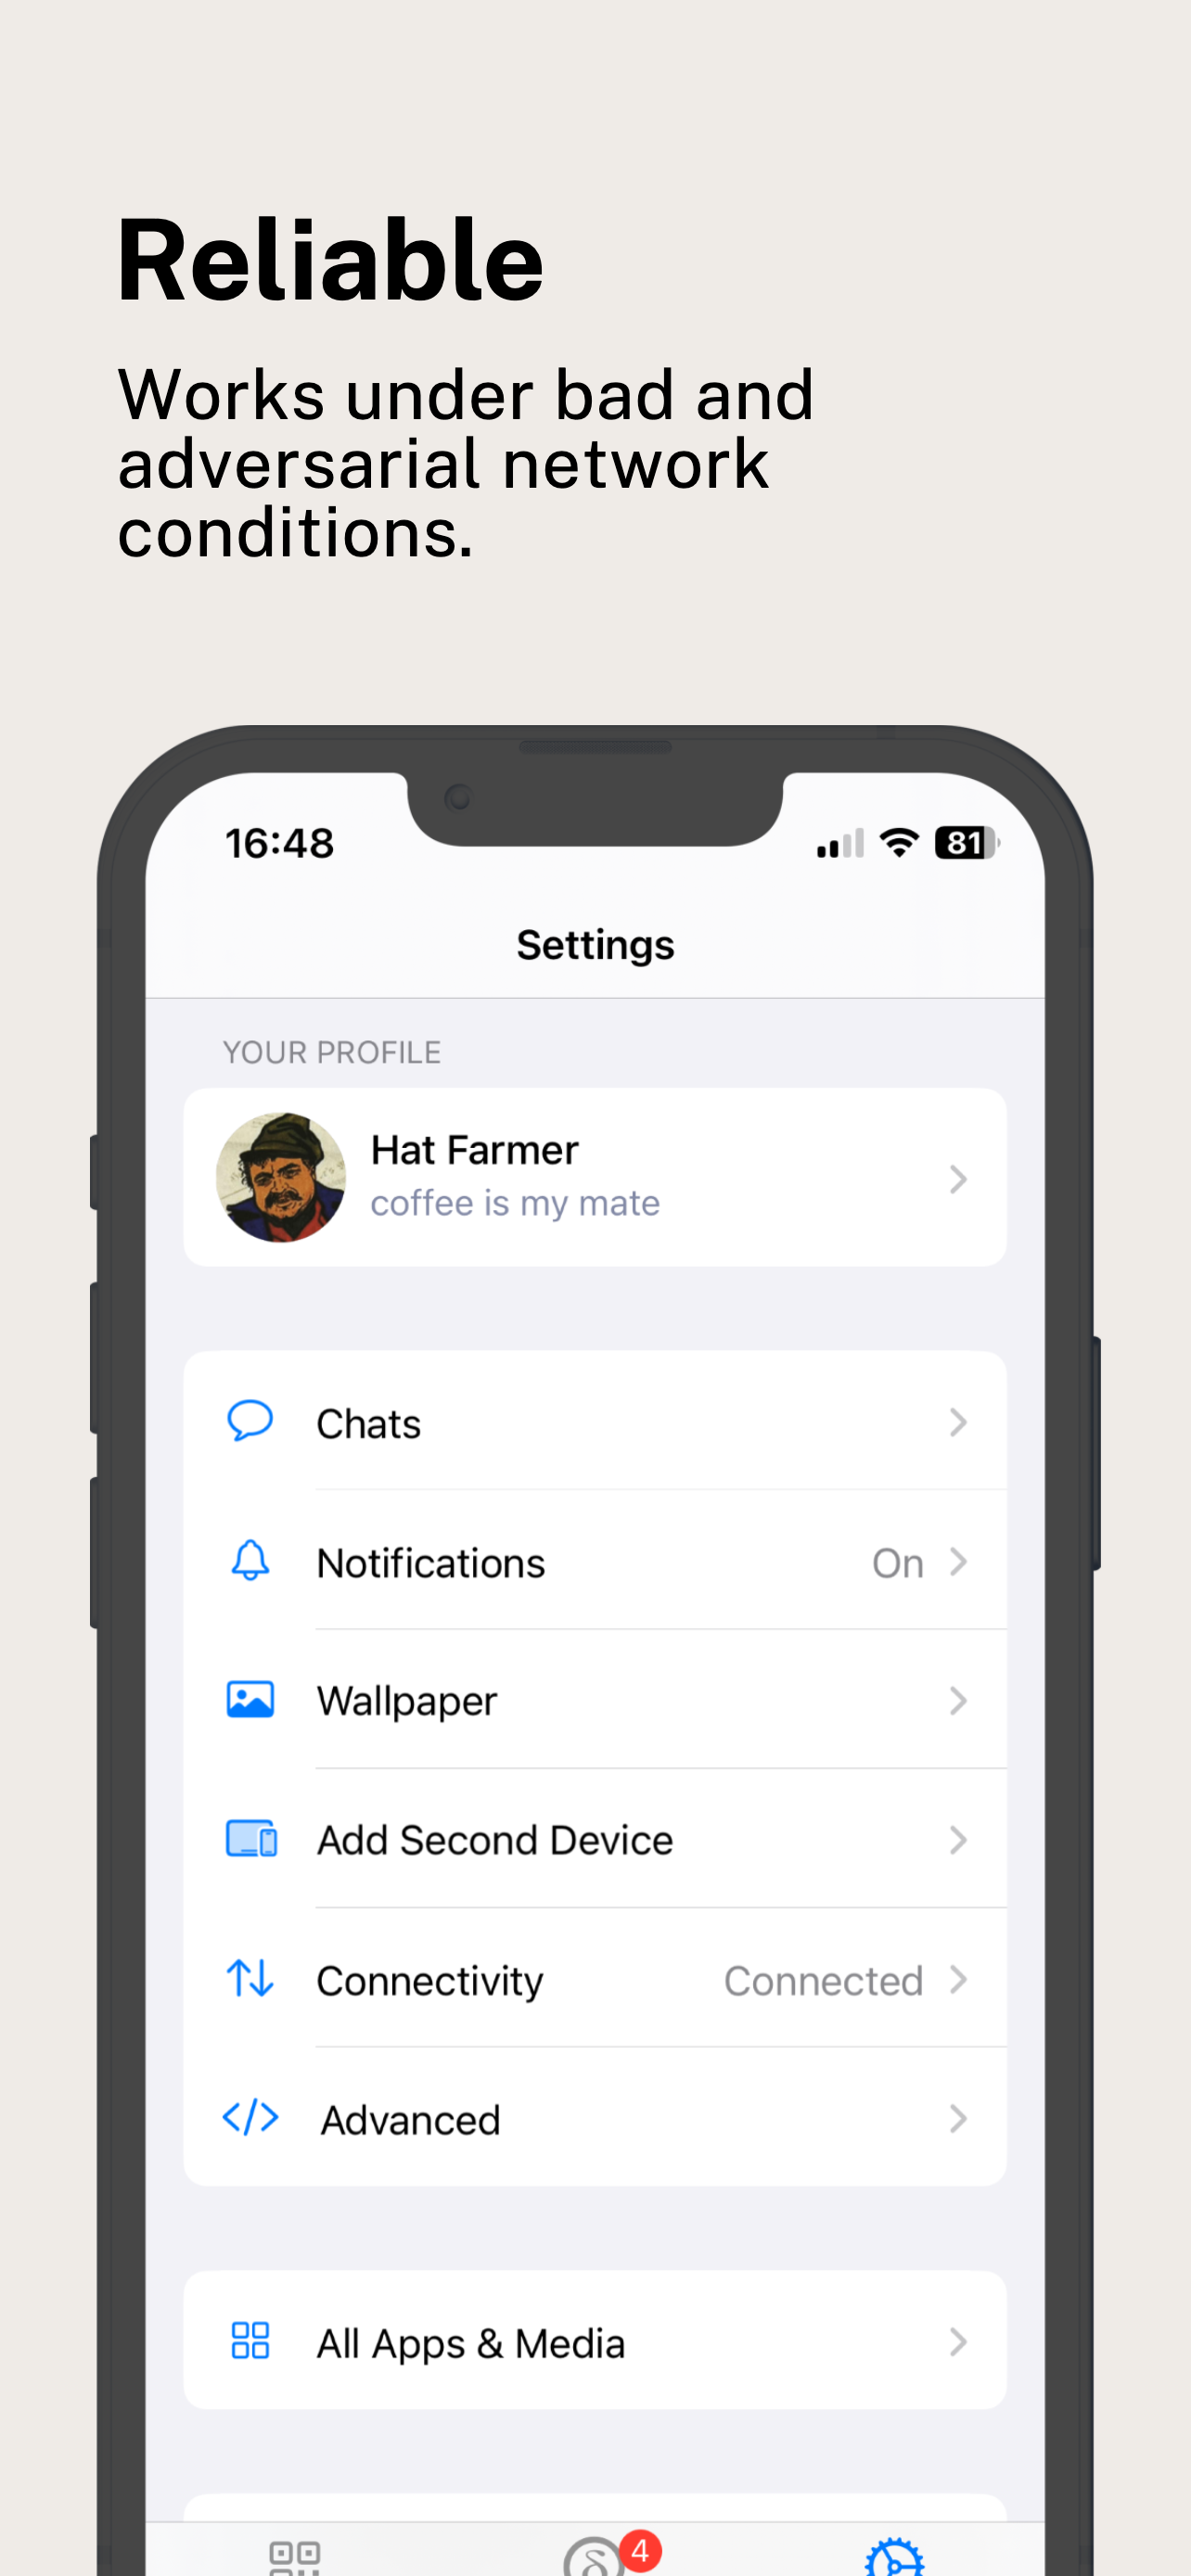 Reliable
Works under bad and
adversarial network
conditions.
16:48
81
Settings
YOUR PROFILE
Hat Farmer
coffee is my mate
Chats
Notifications On
Wallpaper
Add Second Device
Connectivity Connected
Advanced
All Apps & Media
4